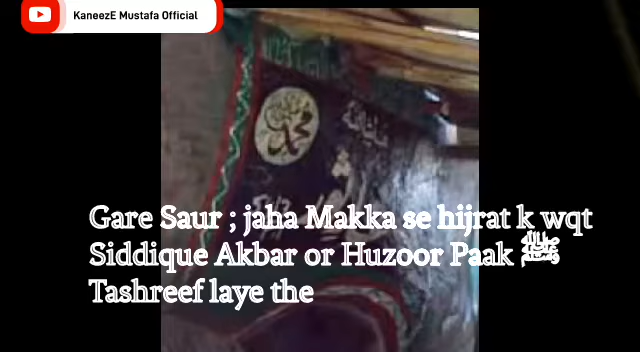 KaneezE Mustafa Official
محمد
Gare Saur ; jaha Makka se hijrat k wqt
Siddique Akbar or Huzoor Paak ﷺ
Tashreef laye the